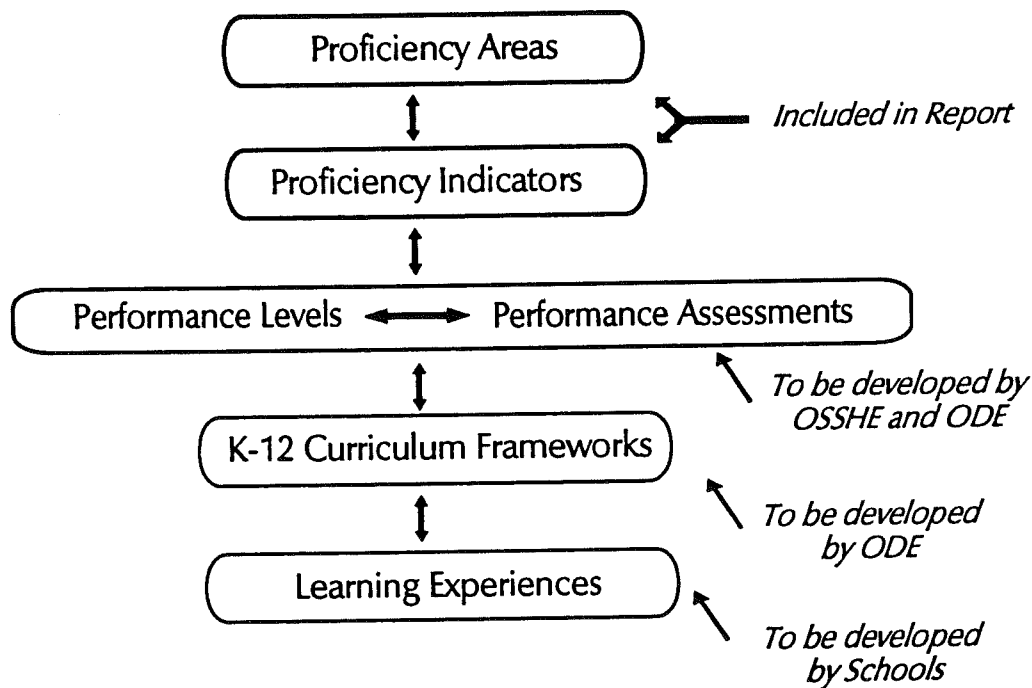 Proficiency Areas
Included in Report
Proficiency Indicators
Performance Levels
Performance Assessments
To be developed by
OSSHE and ODE
K-12 Curriculum Frameworks
To be developed
by ODE
Learning Experiences
To be developed
by Schools